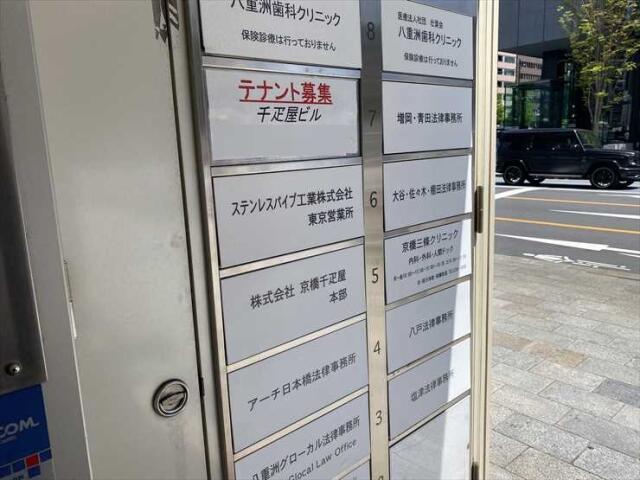 八重洲歯科クリニック
保険診療は行っておりません
8
医療法人社団
八重洲歯科クリニック
保険診療は行っておりません
テナント募集
千疋屋ビル
7
増岡・青田法律事務所
ステンレスパイプ工業株式会社
東京営業所
6
大谷・佐々木・棚田法律事務所
株式会社 京橋千疋屋
本部
5
京橋三條クリニック
内科・外科・人間ドック
アーチ日本橋法律事務所
4
八戸法律事務所
八重洲グローカル法律事務所
Glocal Law Office
3
塩津法律事務所
COM.